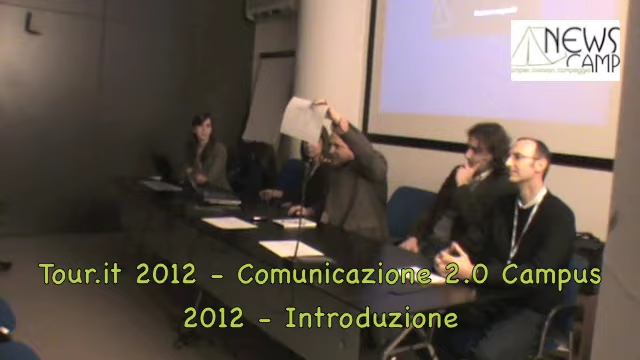 NEWS
CAMP
Tour.it 2012 - Comunicazione 2.0 Campus
2012 - Introduzione